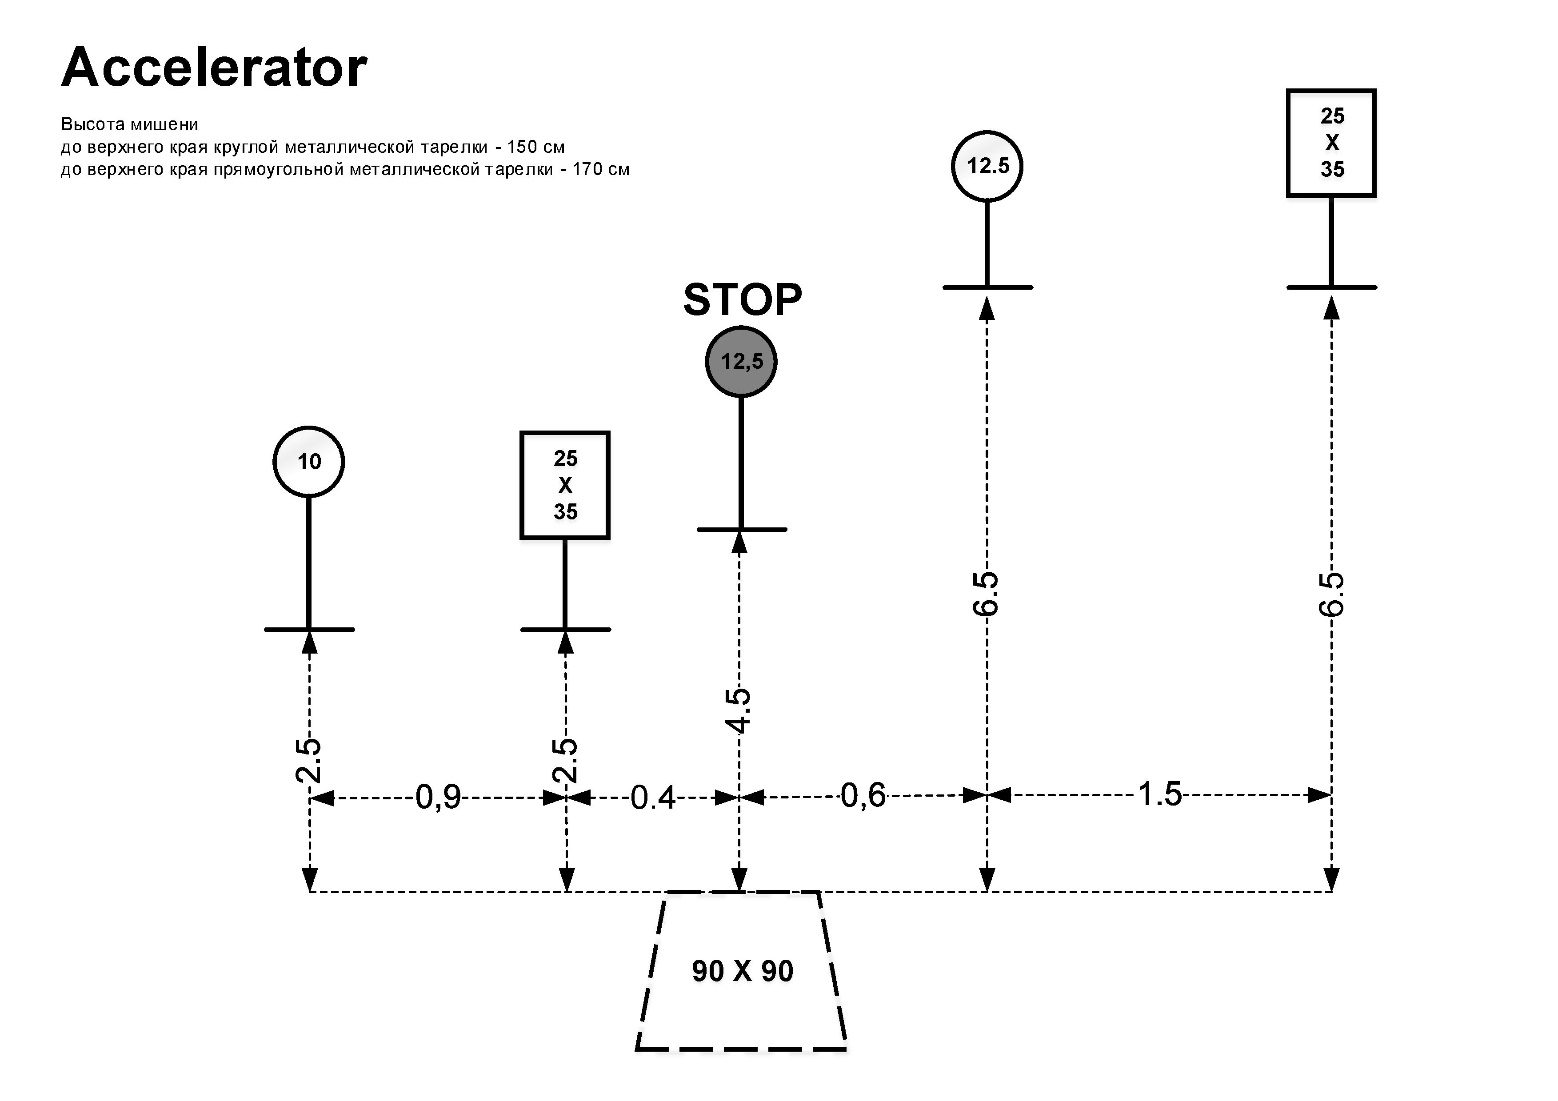 Accelerator
Высота мишени
до верхнего края круглой металлической тарелки - 150 см
до верхнего края прямоугольной металлической тарелки - 170 см
25
X
35
12.5
STOP
12,5
10
25
X
35
6.5
6.5
4.5
2.5
2.5
0,9
0.4
0,6
1.5
90 X 90